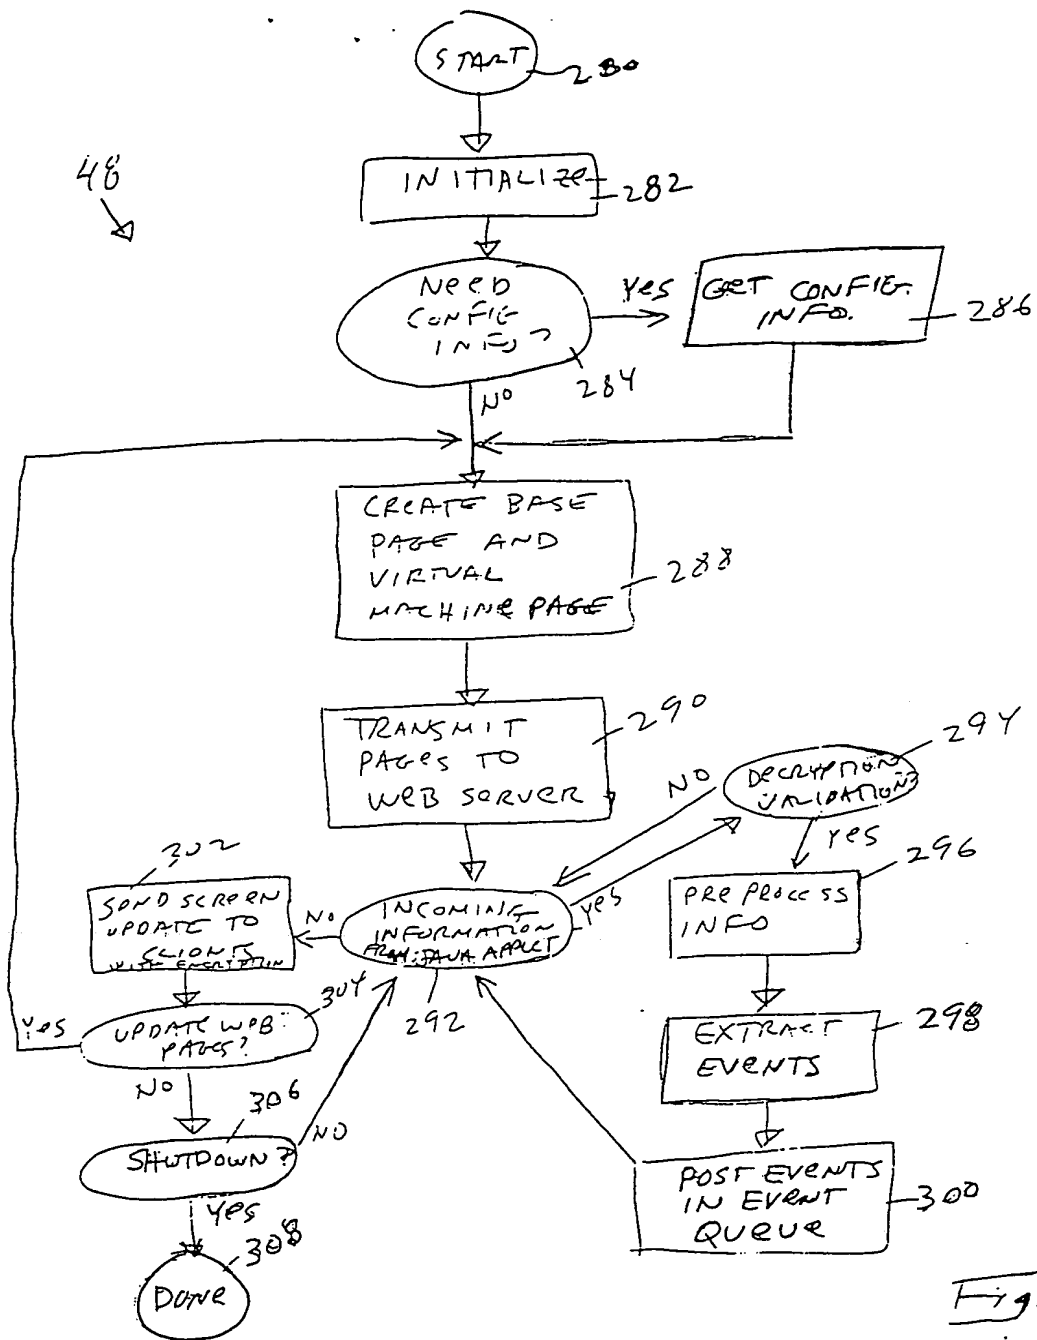 START
280
48
INITIALIZE
282
NEED
CONFIG
INFO?
284
YES
GET CONFIG.
INFO.
286
NO
CREATE BASE
PAGE AND
VIRTUAL
MACHINE PAGE
288
TRANSMIT
PAGES TO
WEB SERVER
290
DECRYPTION
VALIDATION?
294
NO
YES
YES
INCOMING
INFORMATION
FROM JAVA APPLET
292
NO
PREPROCESS
INFO
296
302
SEND SCREEN
UPDATE TO
CLIENTS
WITH ENCRYPTION
304
UPDATE WEB
PAGES?
YES
NO
EXTRACT
EVENTS
298
306
SHUTDOWN?
NO
YES
POST EVENTS
IN EVENT
QUEUE
300
308
DONE
Fig.